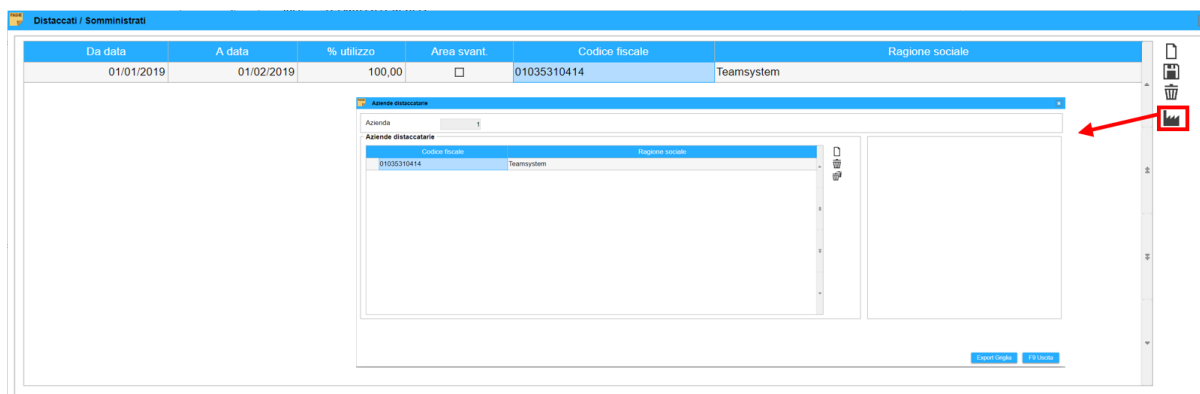 PAGHE
Distaccati / Somministrati
Da data A data % utilizzo Area svant. Codice fiscale Ragione sociale
01/01/2019 01/02/2019 100,00 01035310414 Teamsystem
Aziende distaccatarie
Azienda 1
Aziende distaccatarie
Codice fiscale Ragione sociale
01035310414 Teamsystem
Export Griglia F9 Uscita